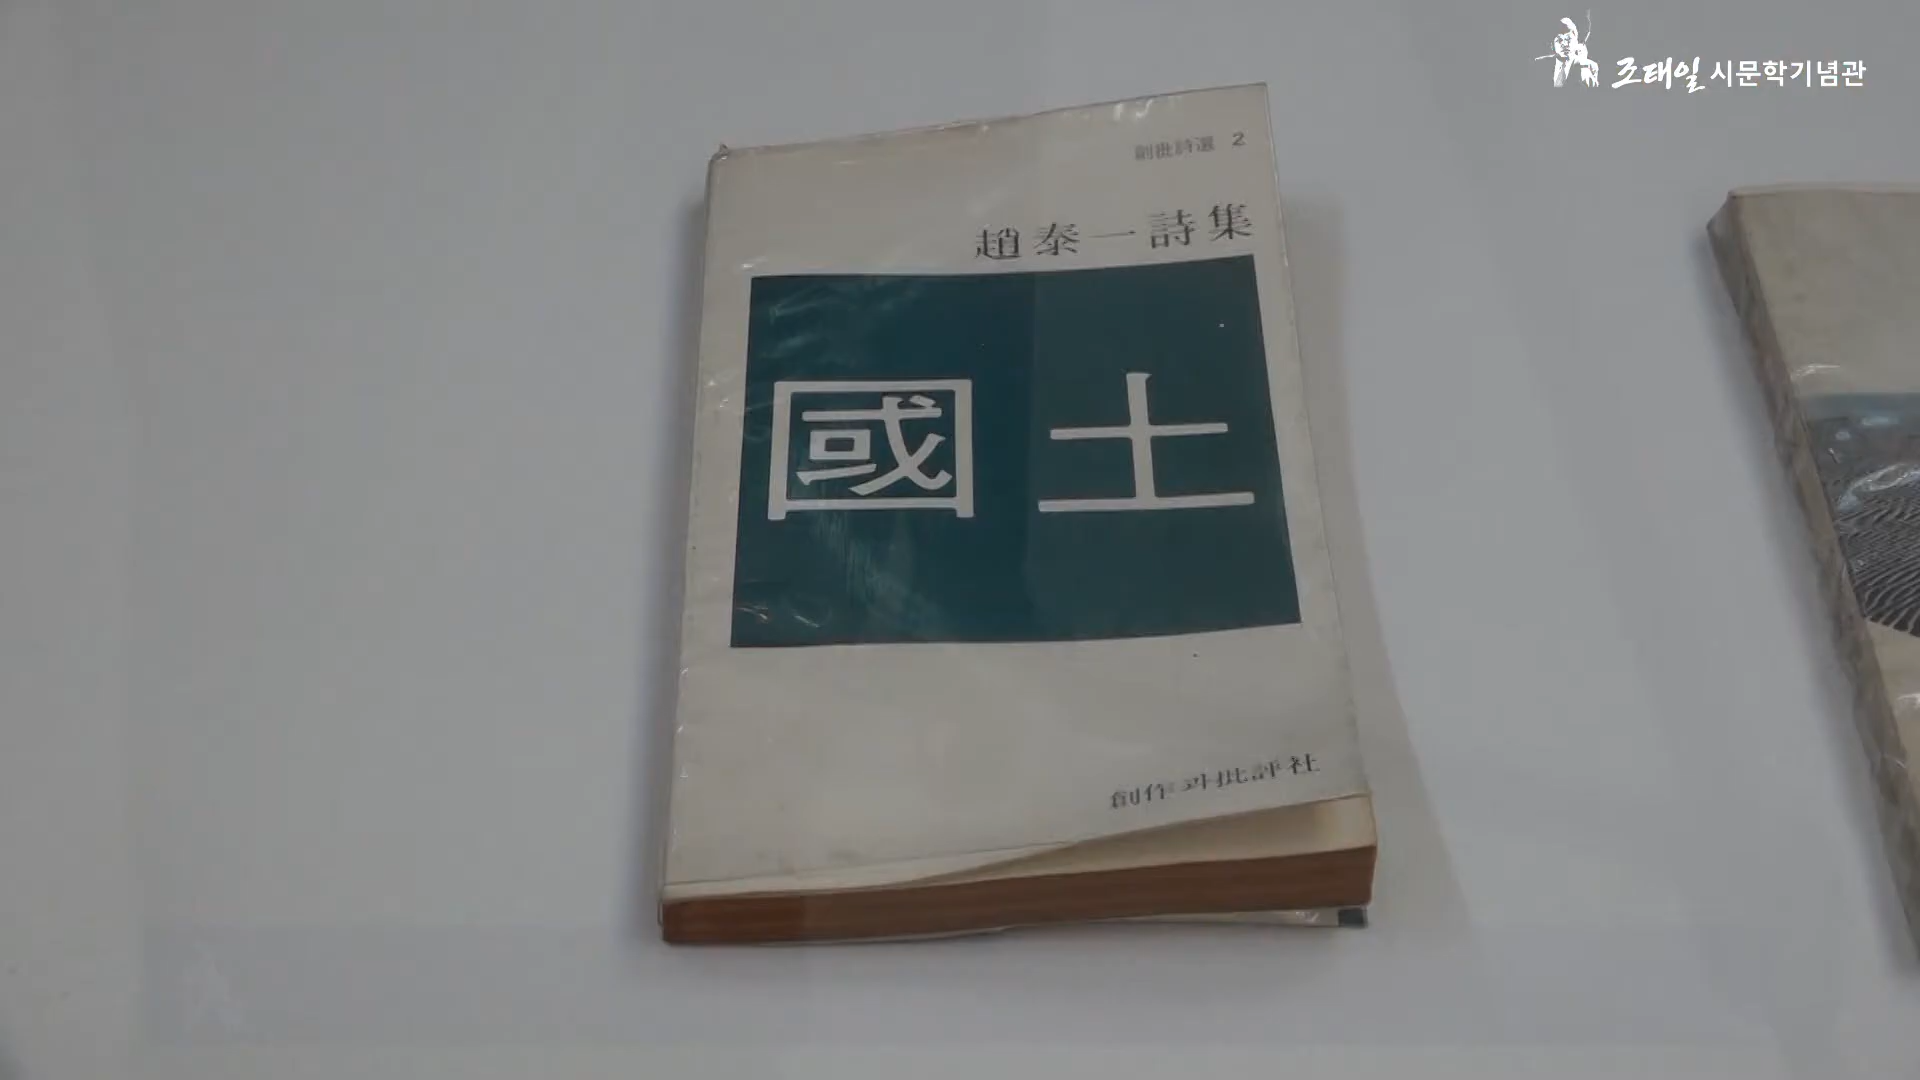 조태일 시문학기념관
創批詩選 2
趙泰一詩集
國土
創作과批評社